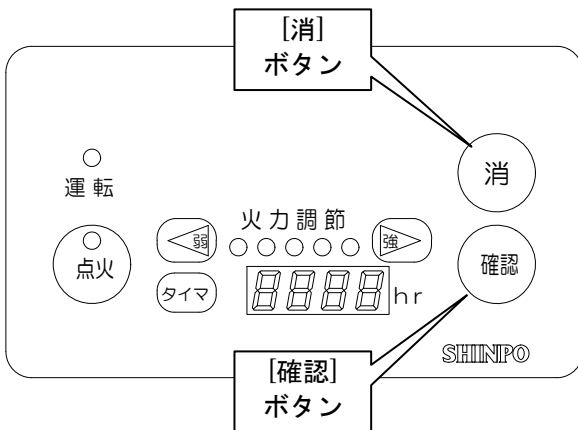 [消]
ボタン
消
運転
火力調節
弱
強
点火
確認
タイマ
8888 hr
SHINPO
[確認]
ボタン